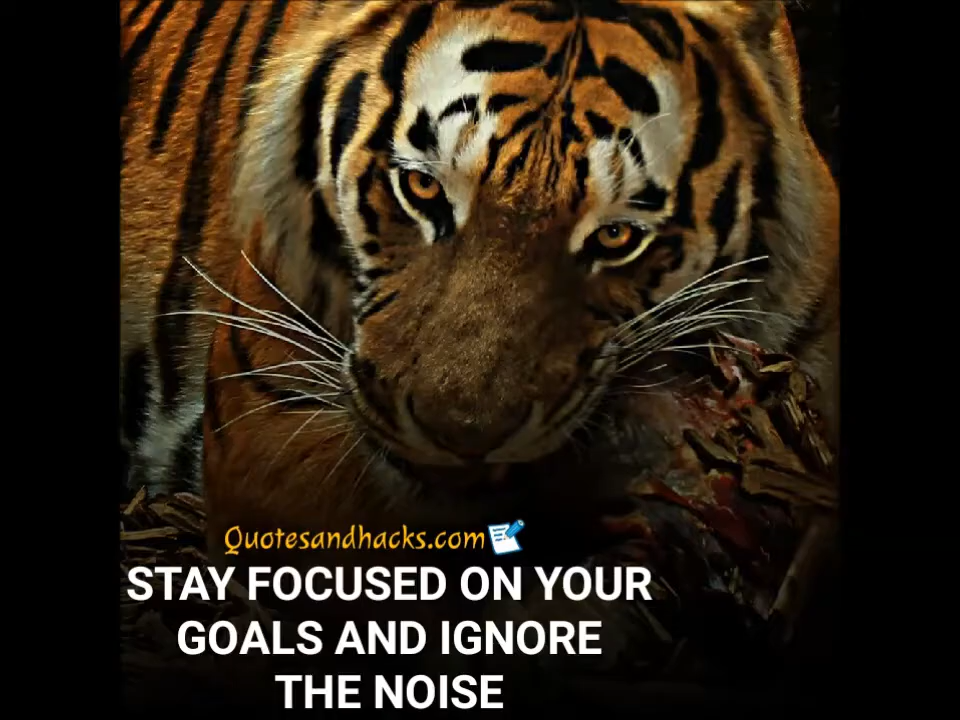 Quotesandhacks.com
STAY FOCUSED ON YOUR
GOALS AND IGNORE
THE NOISE